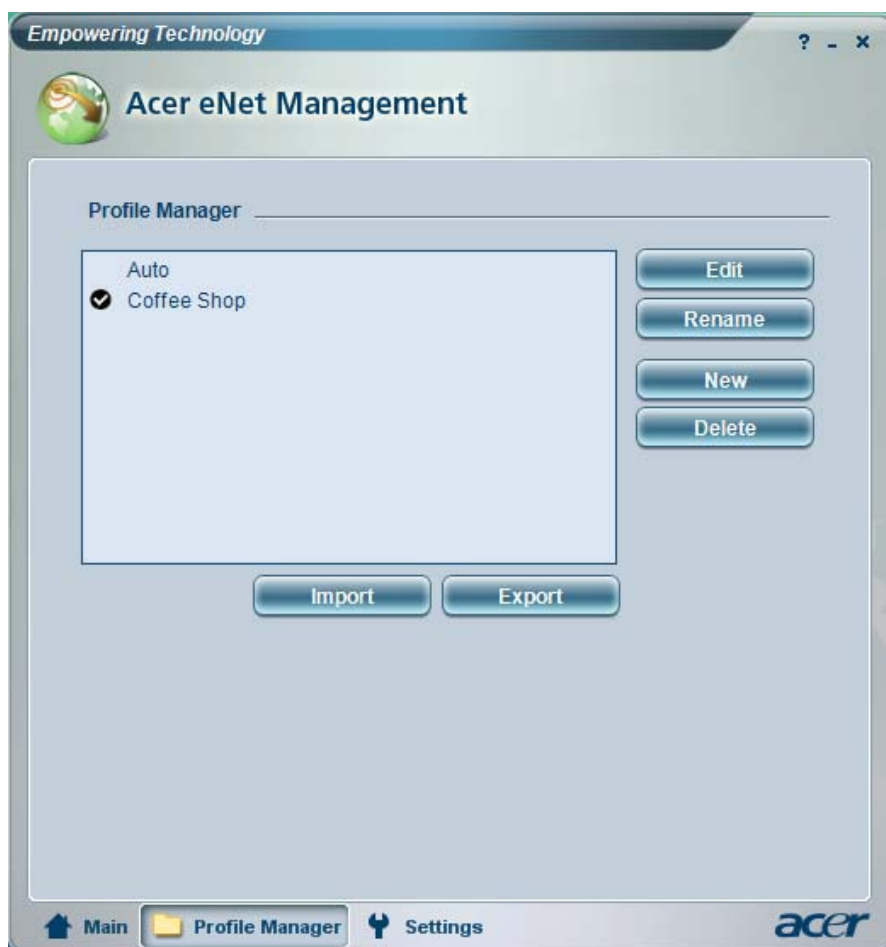 Empowering Technology
? - x
Acer eNet Management
Profile Manager
Auto
Coffee Shop
Edit
Rename
New
Delete
Import
Export
Main
Profile Manager
Settings
acer